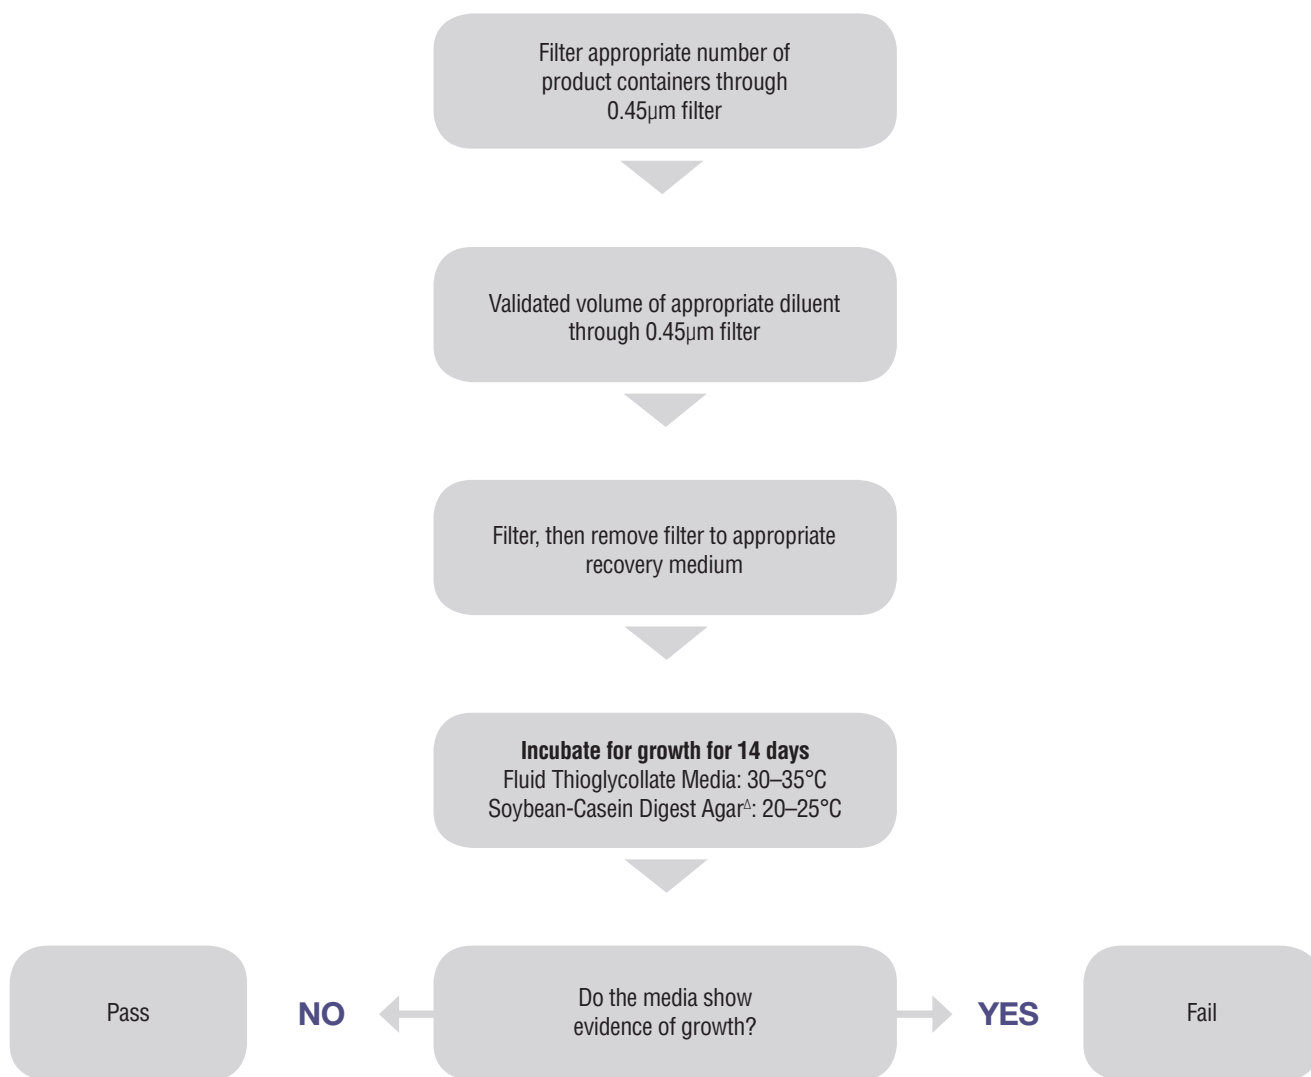 Filter appropriate number of
product containers through
0.45µm filter
Validated volume of appropriate diluent
through 0.45µm filter
Filter, then remove filter to appropriate
recovery medium
Incubate for growth for 14 days
Fluid Thioglycollate Media: 30–35°C
Soybean-Casein Digest Agar∆: 20–25°C
Pass
NO
Do the media show
evidence of growth?
YES
Fail